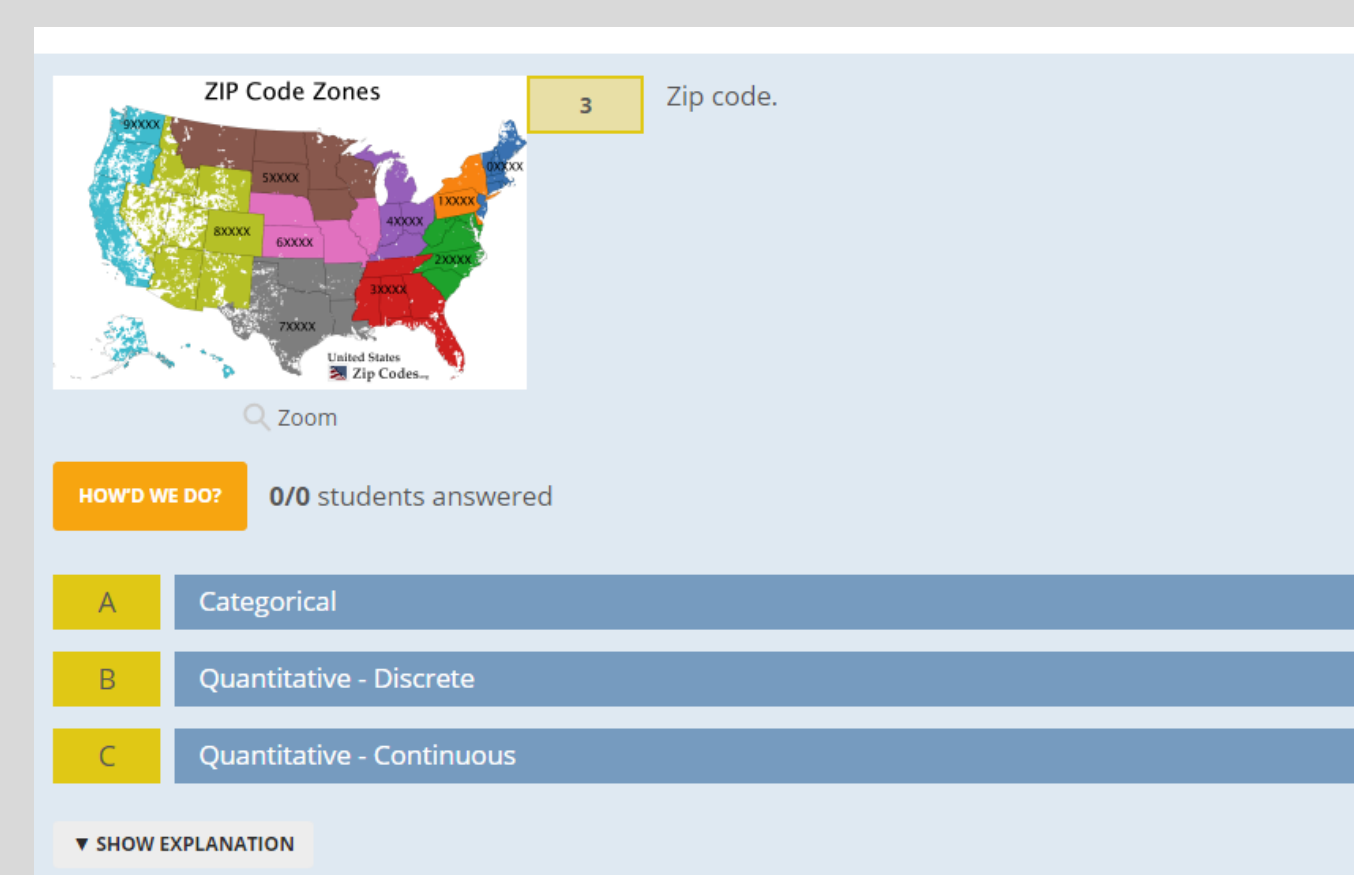 ZIP Code Zones
3
Zip code.
9XXXX
0XXXX
5XXXX
1XXXX
4XXXX
8XXXX
6XXXX
2XXXX
3XXXX
7XXXX
United States
Zip Codes.org
Zoom
HOW'D WE DO?
0/0 students answered
A
Categorical
B
Quantitative - Discrete
C
Quantitative - Continuous
▼ SHOW EXPLANATION